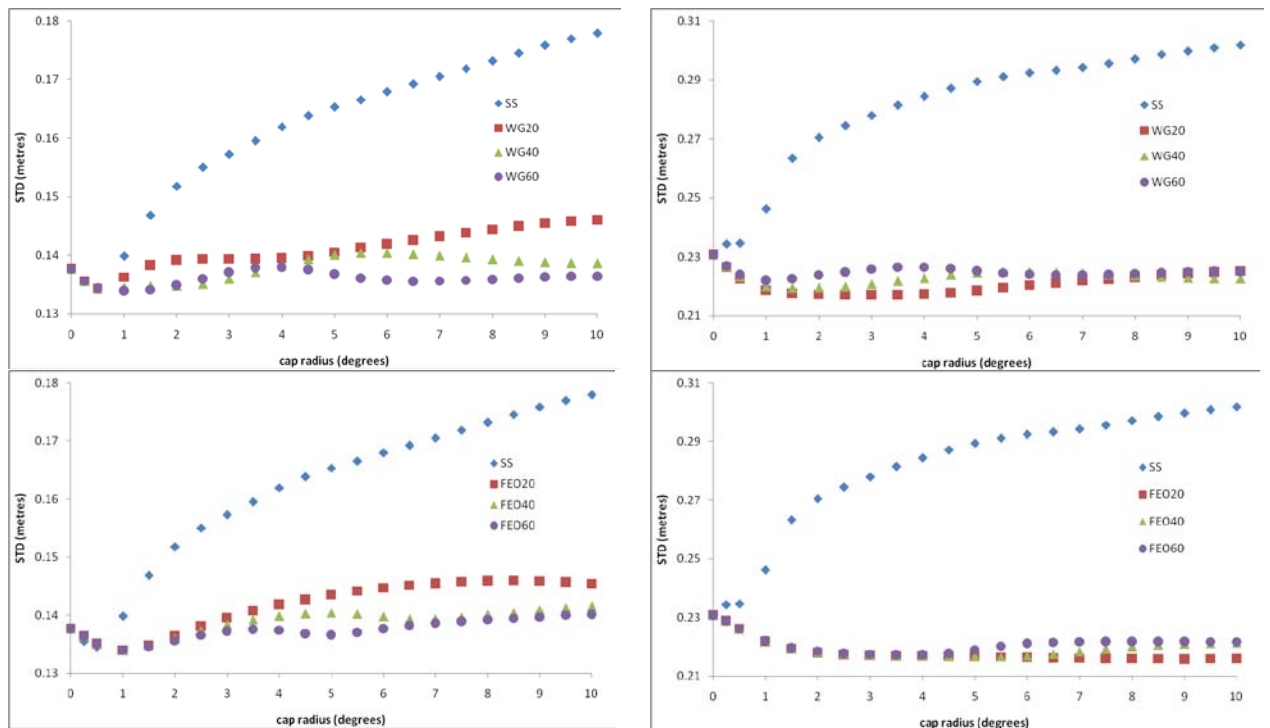 0.18
0.17
0.16
0.15
0.14
0.13
STD (metres)
0 1 2 3 4 5 6 7 8 9 10
cap radius (degrees)
SS
WG20
WG40
WG60
0.31
0.29
0.27
0.25
0.23
0.21
STD (metres)
0 1 2 3 4 5 6 7 8 9 10
cap radius (degrees)
SS
WG20
WG40
WG60
0.18
0.17
0.16
0.15
0.14
0.13
STD (metres)
0 1 2 3 4 5 6 7 8 9 10
cap radius (degrees)
SS
FEO20
FEO40
FEO60
0.31
0.29
0.27
0.25
0.23
0.21
STD (metres)
0 1 2 3 4 5 6 7 8 9 10
cap radius (degrees)
SS
FEO20
FEO40
FEO60